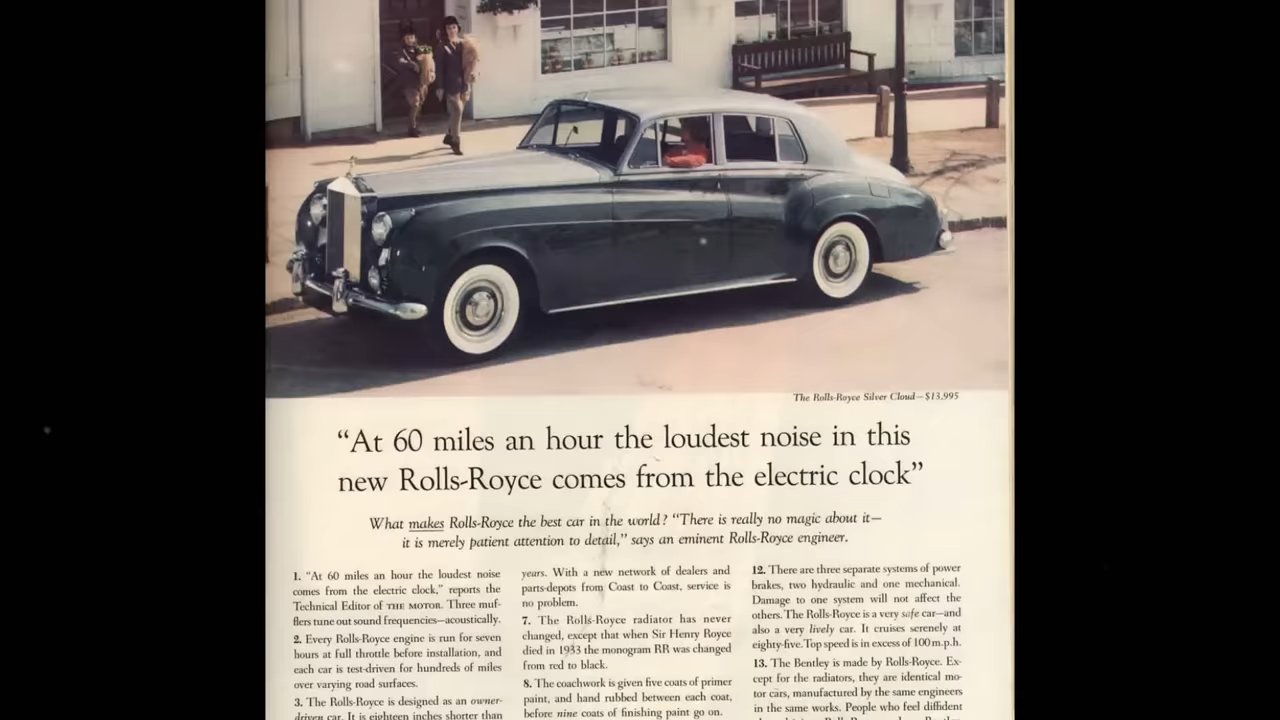 The Rolls-Royce Silver Cloud—$13,995
“At 60 miles an hour the loudest noise in this
new Rolls-Royce comes from the electric clock”
What makes Rolls-Royce the best car in the world? “There is really no magic about it—
it is merely patient attention to detail,” says an eminent Rolls-Royce engineer.
1. “At 60 miles an hour the loudest noise
comes from the electric clock,” reports the
Technical Editor of THE MOTOR. Three muf-
flers tune out sound frequencies—acoustically.
2. Every Rolls-Royce engine is run for seven
hours at full throttle before installation, and
each car is test-driven for hundreds of miles
over varying road surfaces.
3. The Rolls-Royce is designed as an owner-
driven car. It is eighteen inches shorter than
years. With a new network of dealers and
parts-depots from Coast to Coast, service is
no problem.
7. The Rolls-Royce radiator has never
changed, except that when Sir Henry Royce
died in 1933 the monogram RR was changed
from red to black.
8. The coachwork is given five coats of primer
paint, and hand rubbed between each coat,
before nine coats of finishing paint go on.
12. There are three separate systems of power
brakes, two hydraulic and one mechanical.
Damage to one system will not affect the
others. The Rolls-Royce is a very safe car—and
also a very lively car. It cruises serenely at
eighty-five. Top speed is in excess of 100 m.p.h.
13. The Bentley is made by Rolls-Royce. Ex-
cept for the radiators, they are identical mo-
tor cars, manufactured by the same engineers
in the same works. People who feel diffident